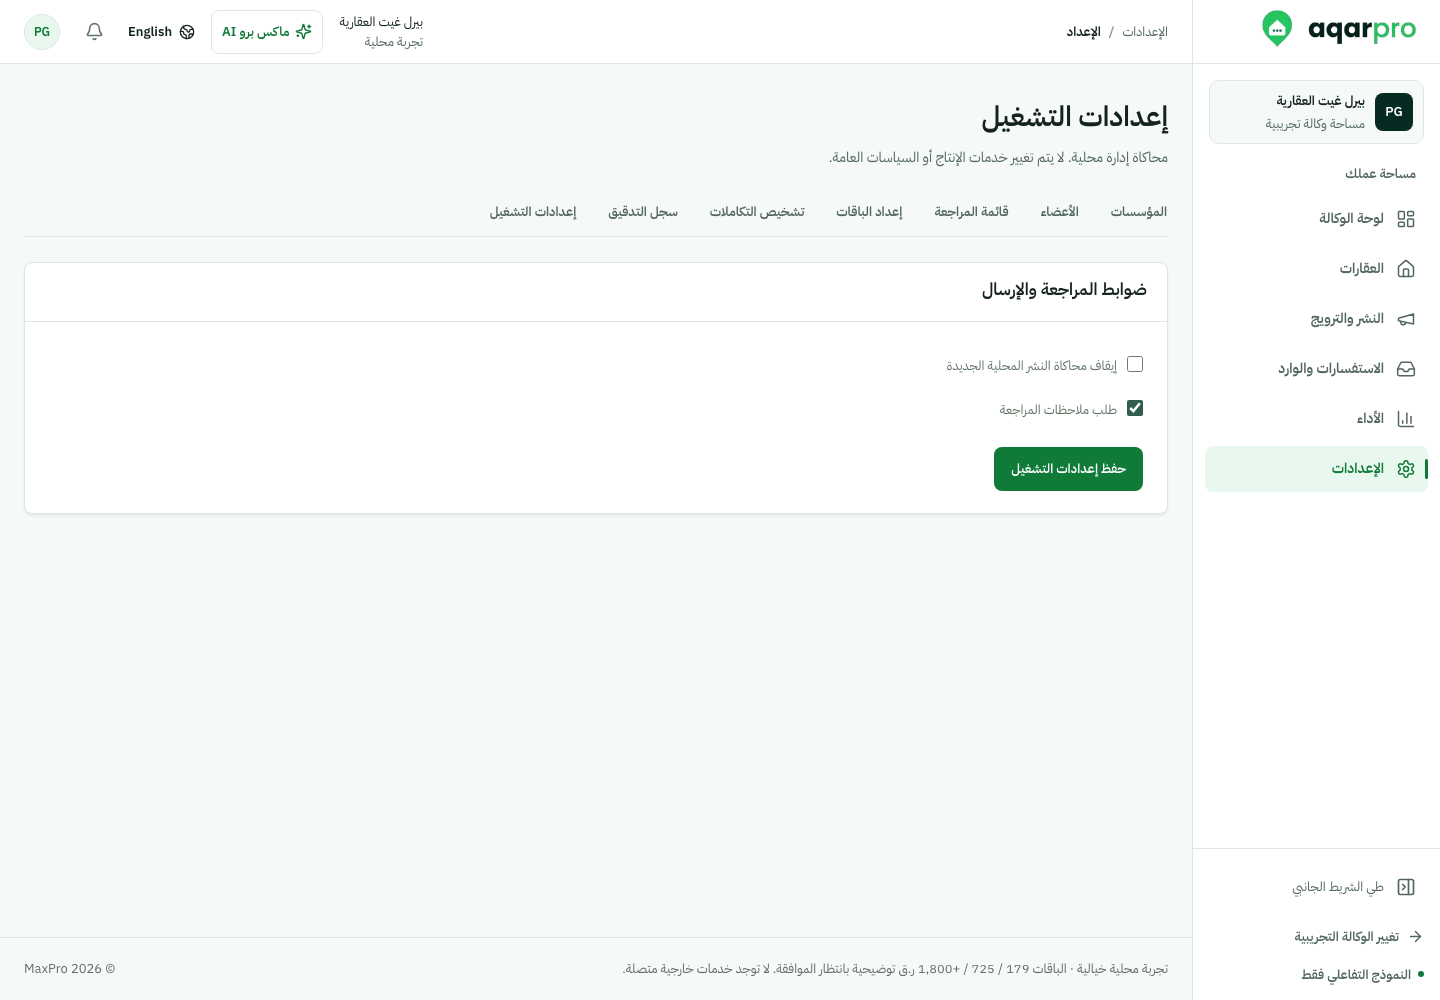 aqarpro
PG
بيرل غيت العقارية
مساحة وكالة تجريبية
مساحة عملك
لوحة الوكالة
العقارات
النشر والترويج
الاستفسارات والوارد
الأداء
الإعدادات
طي الشريط الجانبي
تغيير الوكالة التجريبية
النموذج التفاعلي فقط
الإعدادات / الإعداد
بيرل غيت العقارية
تجربة محلية
ماكس برو AI
English
PG
إعدادات التشغيل
محاكاة إدارة محلية. لا يتم تغيير خدمات الإنتاج أو السياسات العامة.
المؤسسات
الأعضاء
قائمة المراجعة
إعداد الباقات
تشخيص التكاملات
سجل التدقيق
إعدادات التشغيل
ضوابط المراجعة والإرسال
إيقاف محاكاة النشر المحلية الجديدة
طلب ملاحظات المراجعة
حفظ إعدادات التشغيل
تجربة محلية خيالية · الباقات 179 / 725 / +1,800 ر.ق توضيحية بانتظار الموافقة. لا توجد خدمات خارجية متصلة.
© 2026 MaxPro